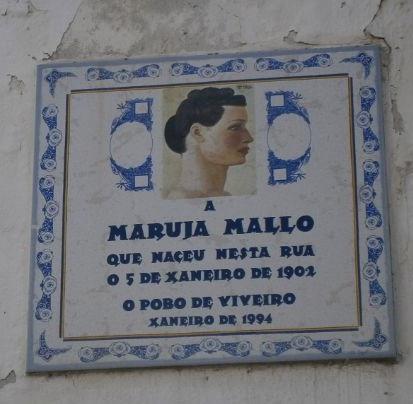 A
MARUJA MALLO
QUE NACEU NESTA RUA
O 5 DE XANEIRO DE 1902
O POBO DE VIVEIRO
XANEIRO DE 1994